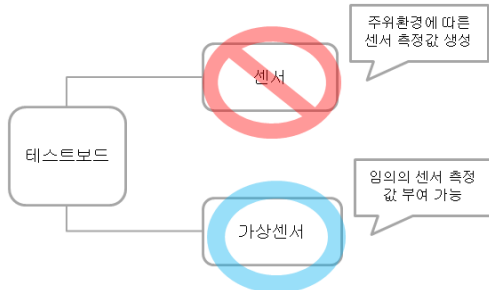 주위환경에 따른
센서 측정값 생성
센서
테스트보드
임의의 센서 측정
값 부여 가능
가상센서